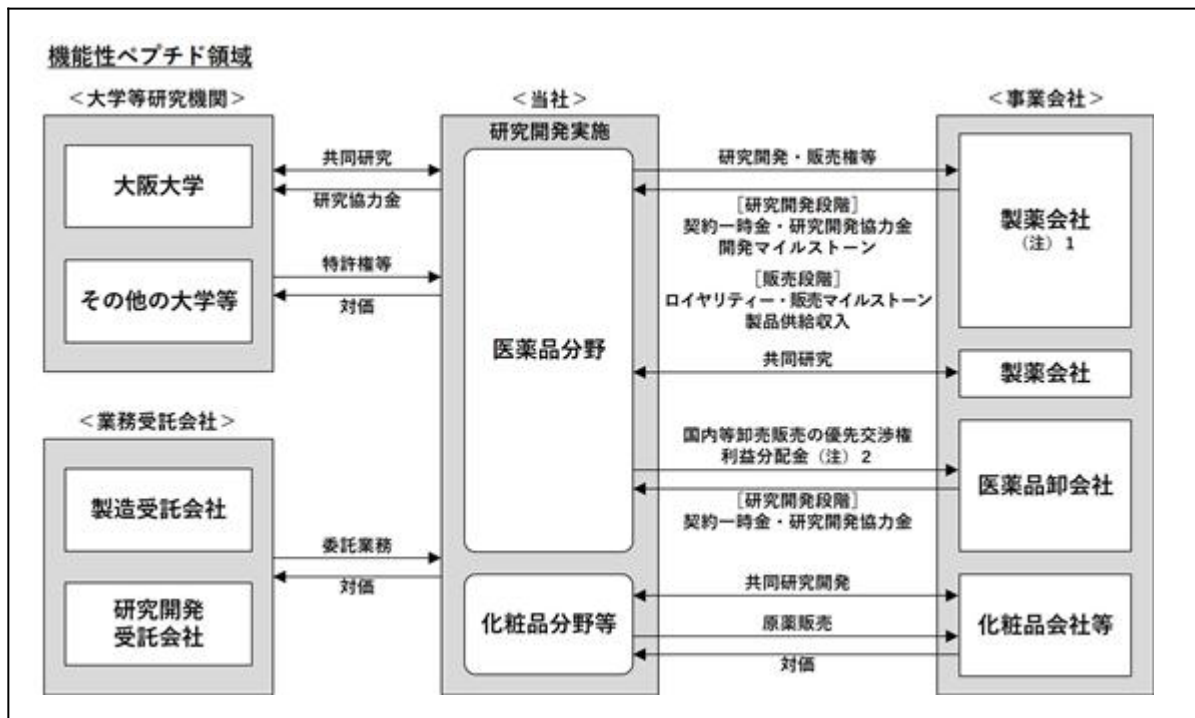 機能性ペプチド領域
＜大学等研究機関＞
大阪大学
その他の大学等
＜業務受託会社＞
製造受託会社
研究開発
受託会社
共同研究
研究協力金
特許権等
対価
委託業務
対価
＜当社＞
研究開発実施
医薬品分野
化粧品分野等
研究開発・販売権等
［研究開発段階］
契約一時金・研究開発協力金
開発マイルストーン
［販売段階］
ロイヤリティー・販売マイルストーン
製品供給収入
共同研究
国内等卸売販売の優先交渉権
利益分配金（注）2
［研究開発段階］
契約一時金・研究開発協力金
共同研究開発
原薬販売
対価
＜事業会社＞
製薬会社
（注）1
製薬会社
医薬品卸会社
化粧品会社等